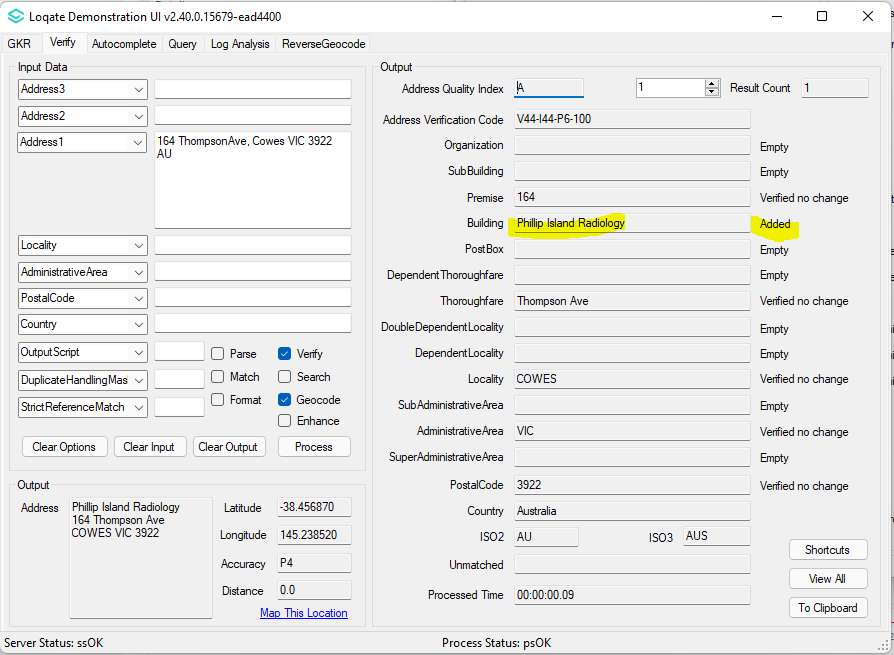 Loqate Demonstration UI v2.40.0.15679-ead4400
GKR Verify Autocomplete Query Log Analysis ReverseGeocode
Input Data
Address3
Address2
Address1 164 ThompsonAve, Cowes VIC 3922
AU
Locality
AdministrativeArea
PostalCode
Country
OutputScript Parse Verify
DuplicateHandlingMas Match Search
StrictReferenceMatch Format Geocode
Enhance
Clear Options Clear Input Clear Output Process
Output
Address Phillip Island Radiology
164 Thompson Ave
COWES VIC 3922
Latitude -38.456870
Longitude 145.238520
Accuracy P4
Distance 0.0
Map This Location
Output
Address Quality Index A 1 Result Count 1
Address Verification Code V44-I44-P6-100
Organization Empty
SubBuilding Empty
Premise 164 Verified no change
Building Phillip Island Radiology Added
PostBox Empty
DependentThoroughfare Empty
Thoroughfare Thompson Ave Verified no change
DoubleDependentLocality Empty
DependentLocality Empty
Locality COWES Verified no change
SubAdministrativeArea Empty
AdministrativeArea VIC Verified no change
SuperAdministrativeArea Empty
PostalCode 3922 Verified no change
Country Australia
ISO2 AU ISO3 AUS
Unmatched
Processed Time 00:00:00.09
Shortcuts
View All
To Clipboard
Server Status: ssOK Process Status: psOK